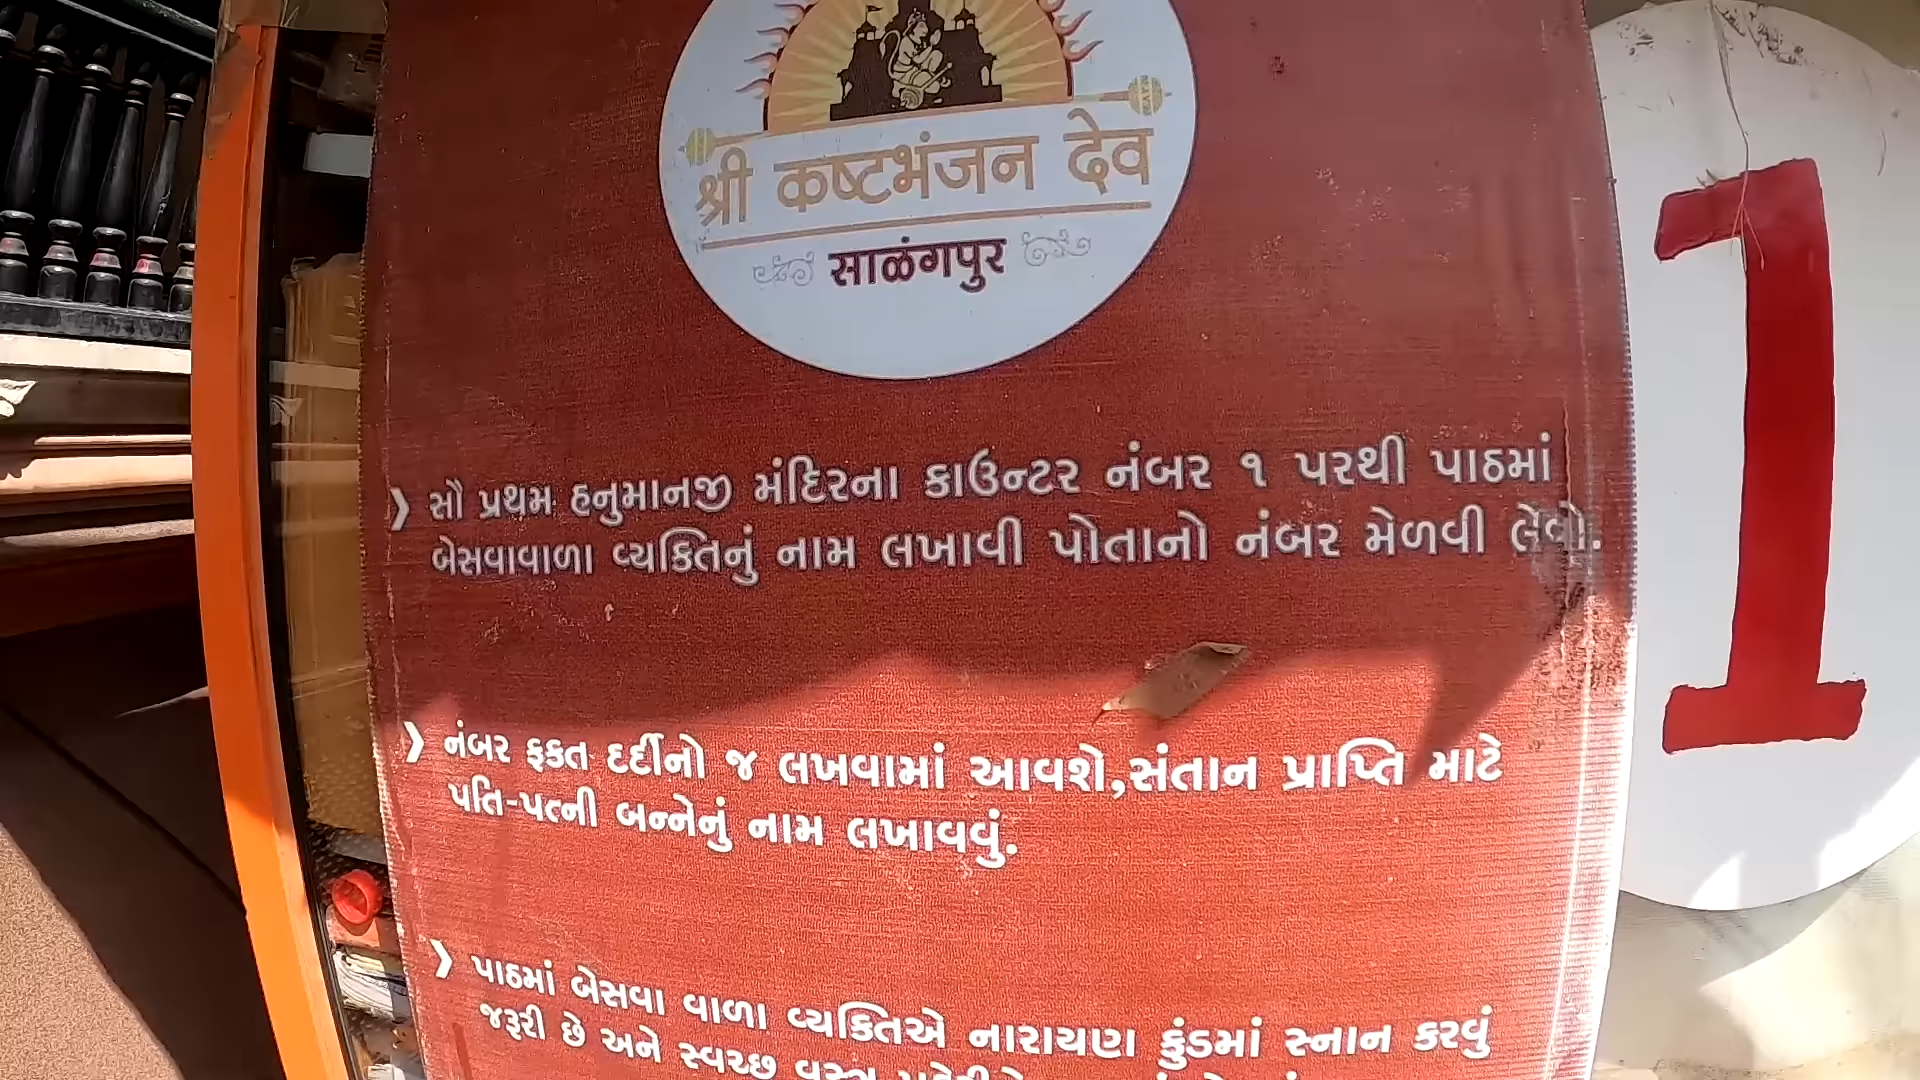 श्री कष्टभंजन देव
साळंगपुर
1
❯ સૌ પ્રથમ હનુમાનજી મંદિરના કાઉન્ટર નંબર ૧ પરથી પાઠમાં
બેસવાવાળા વ્યક્તિનું નામ લખાવી પોતાનો નંબર મેળવી લેવો.
❯ નંબર ફકત દર્દીનો જ લખવામાં આવશે,સંતાન પ્રાપ્તિ માટે
પતિ-પત્ની બન્નેનું નામ લખાવવું.
❯ પાઠમાં બેસવા વાળા વ્યક્તિએ નારાયણ કુંડમાં સ્નાન કરવું
જરૂરી છે અને સ્વચ્છ વસ્ત્ર